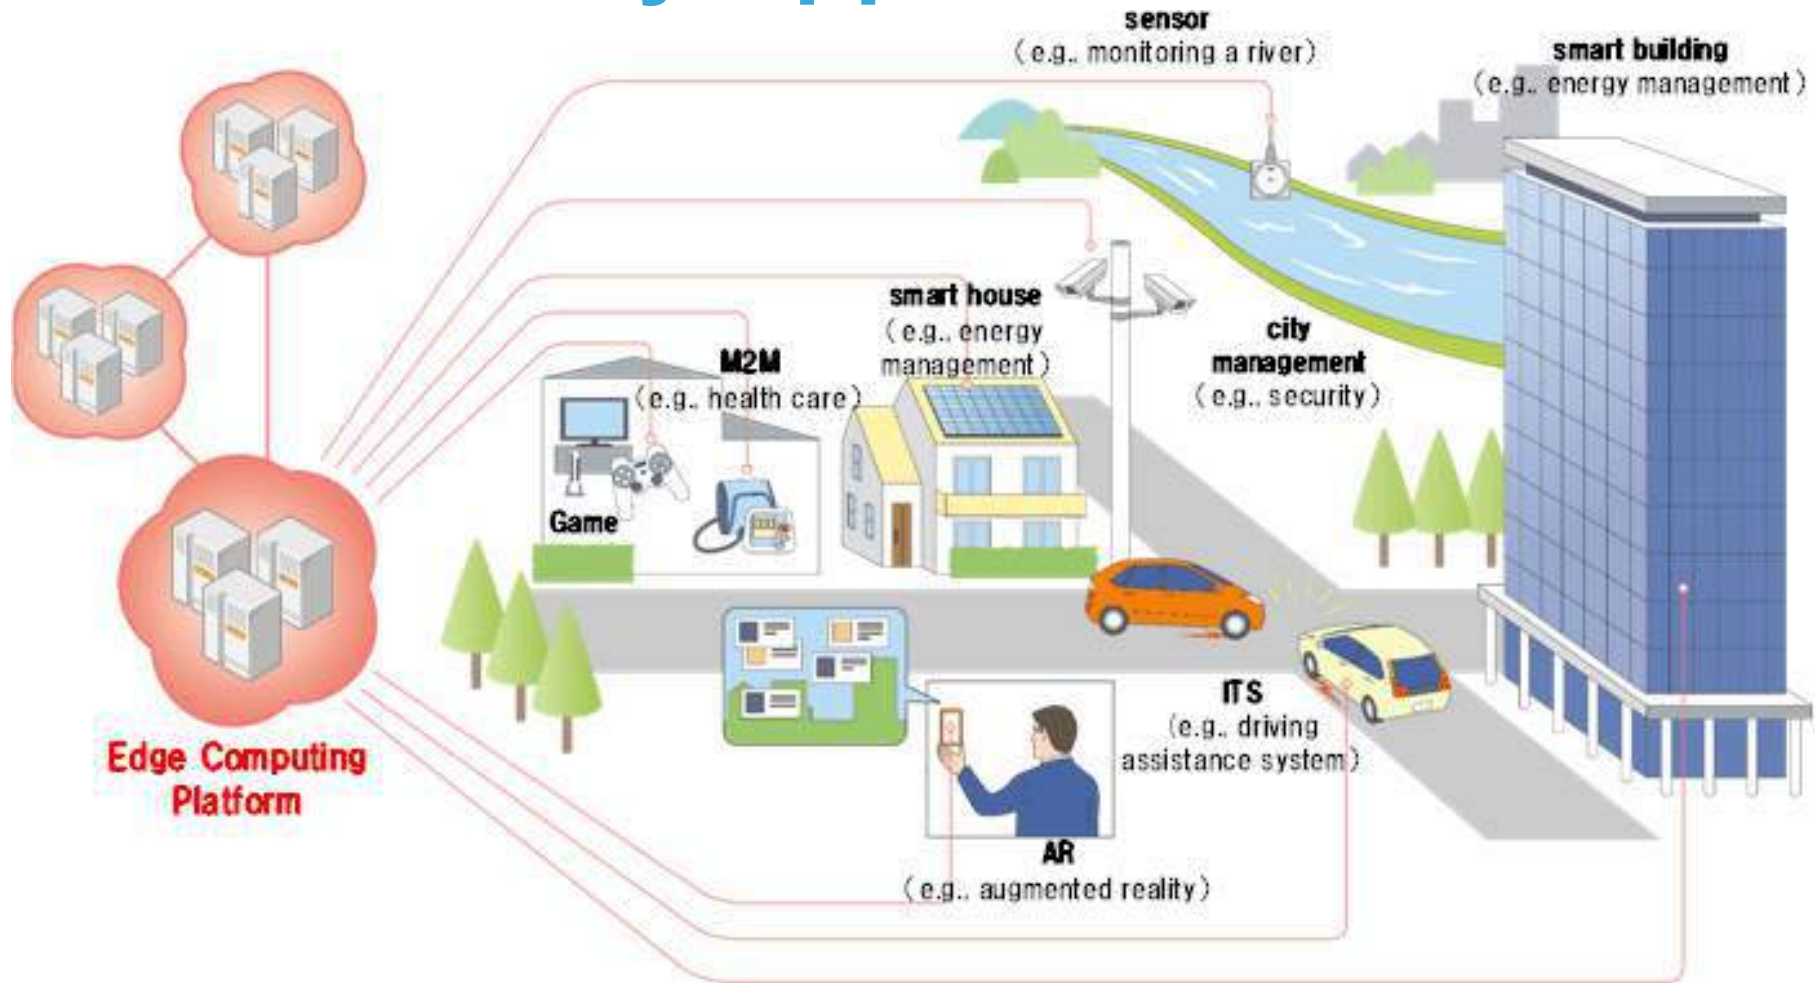 sensor
(e.g., monitoring a river)
smart building
(e.g., energy management)
smart house
(e.g., energy
management)
city
management
(e.g., security)
M2M
(e.g., health care)
Game
ITS
(e.g., driving
assistance system)
Edge Computing
Platform
AR
(e.g., augmented reality)